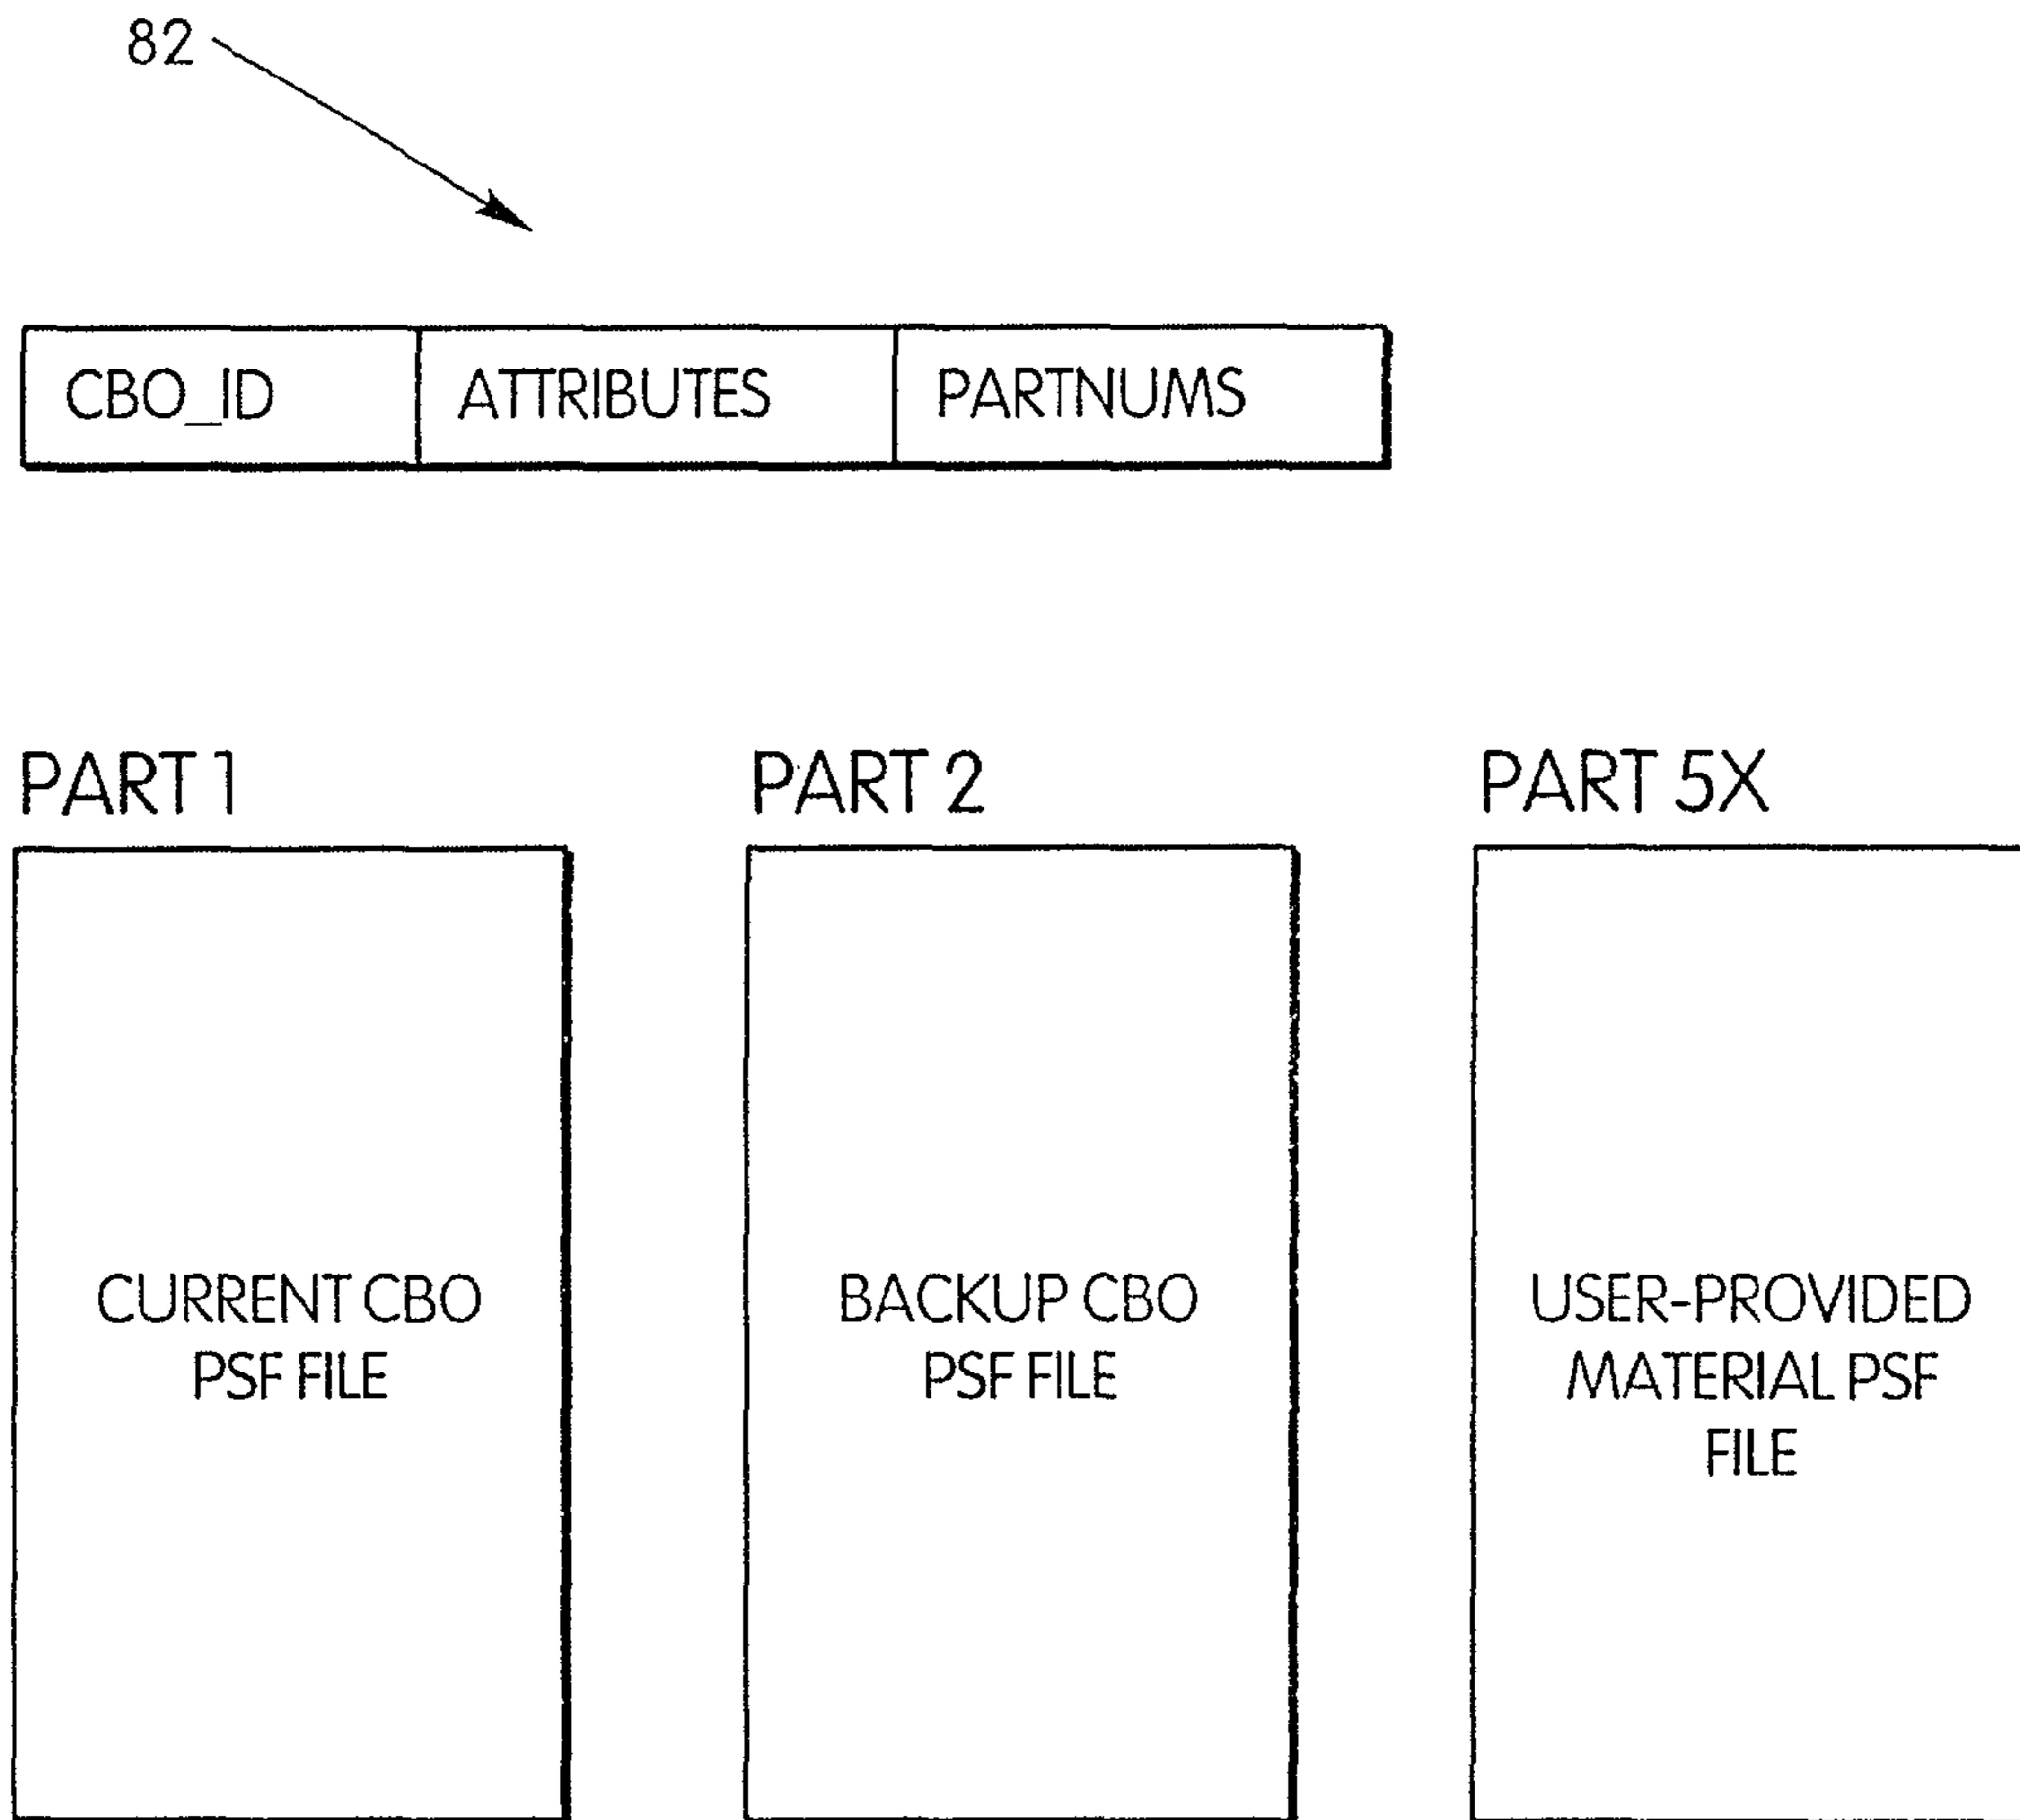 82
CBO_ID ATTRIBUTES PARTNUMS
PART 1 PART 2 PART 5X
CURRENT CBO
PSF FILE
BACKUP CBO
PSF FILE
USER-PROVIDED
MATERIAL PSF
FILE